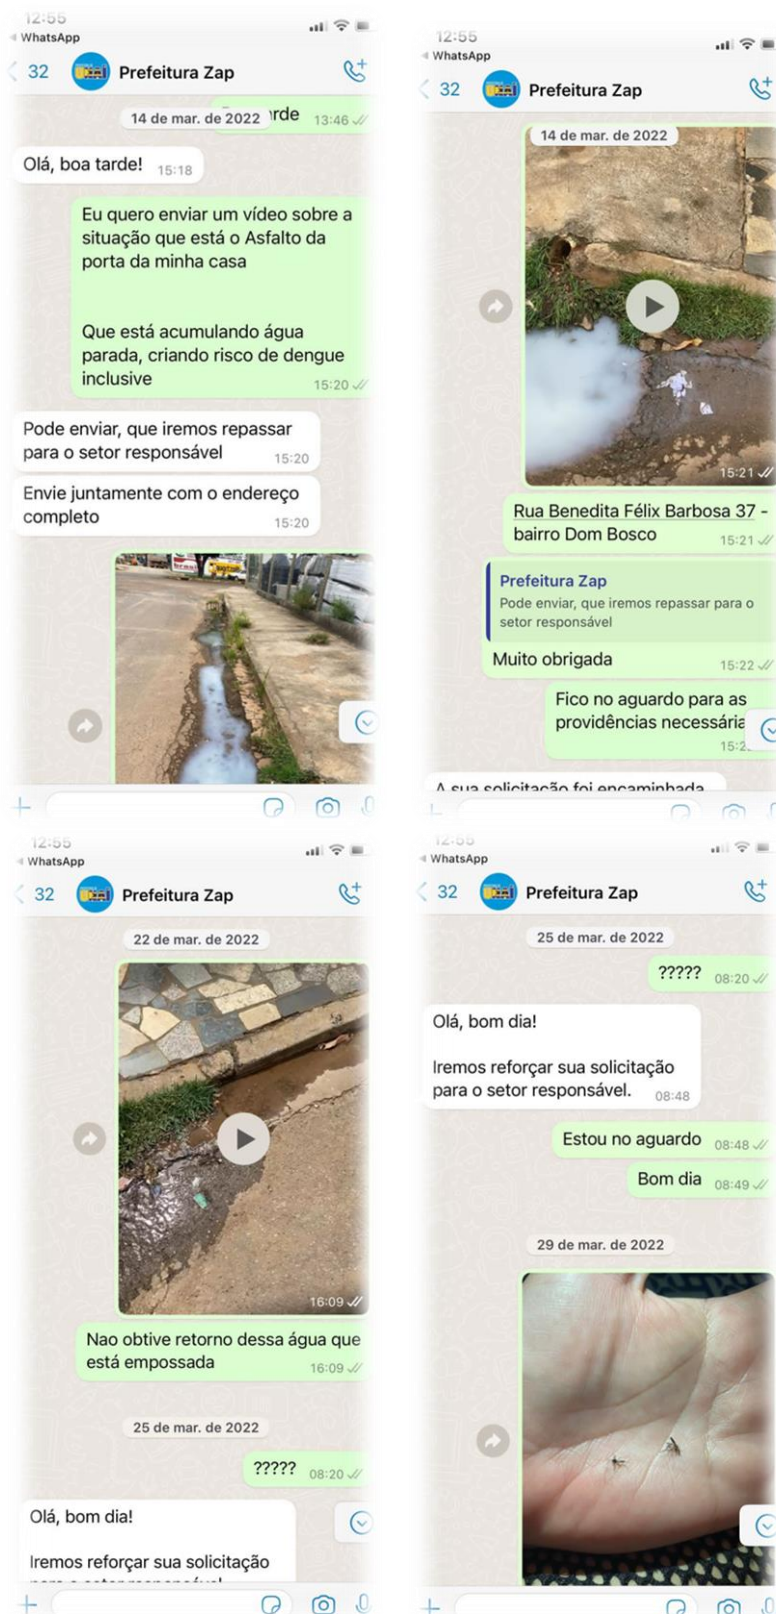 12:55
WhatsApp
32
Prefeitura Zap
14 de mar. de 2022
13:46
Olá, boa tarde!
15:18
Eu quero enviar um vídeo sobre a
situação que está o Asfalto da
porta da minha casa
Que está acumulando água
parada, criando risco de dengue
inclusive
15:20
Pode enviar, que iremos repassar
para o setor responsável
15:20
Envie juntamente com o endereço
completo
15:20
12:55
WhatsApp
32
Prefeitura Zap
14 de mar. de 2022
15:21
Rua Benedita Félix Barbosa 37 -
bairro Dom Bosco
15:21
Prefeitura Zap
Pode enviar, que iremos repassar para o
setor responsável
Muito obrigada
15:22
Fico no aguardo para as
providências necessária
A sua solicitação foi encaminhada
12:55
WhatsApp
32
Prefeitura Zap
22 de mar. de 2022
16:09
Nao obtive retorno dessa água que
está empossada
16:09
25 de mar. de 2022
?????
08:20
Olá, bom dia!
Iremos reforçar sua solicitação
12:55
WhatsApp
32
Prefeitura Zap
25 de mar. de 2022
?????
08:20
Olá, bom dia!
Iremos reforçar sua solicitação
para o setor responsável.
08:48
Estou no aguardo
08:48
Bom dia
08:49
29 de mar. de 2022